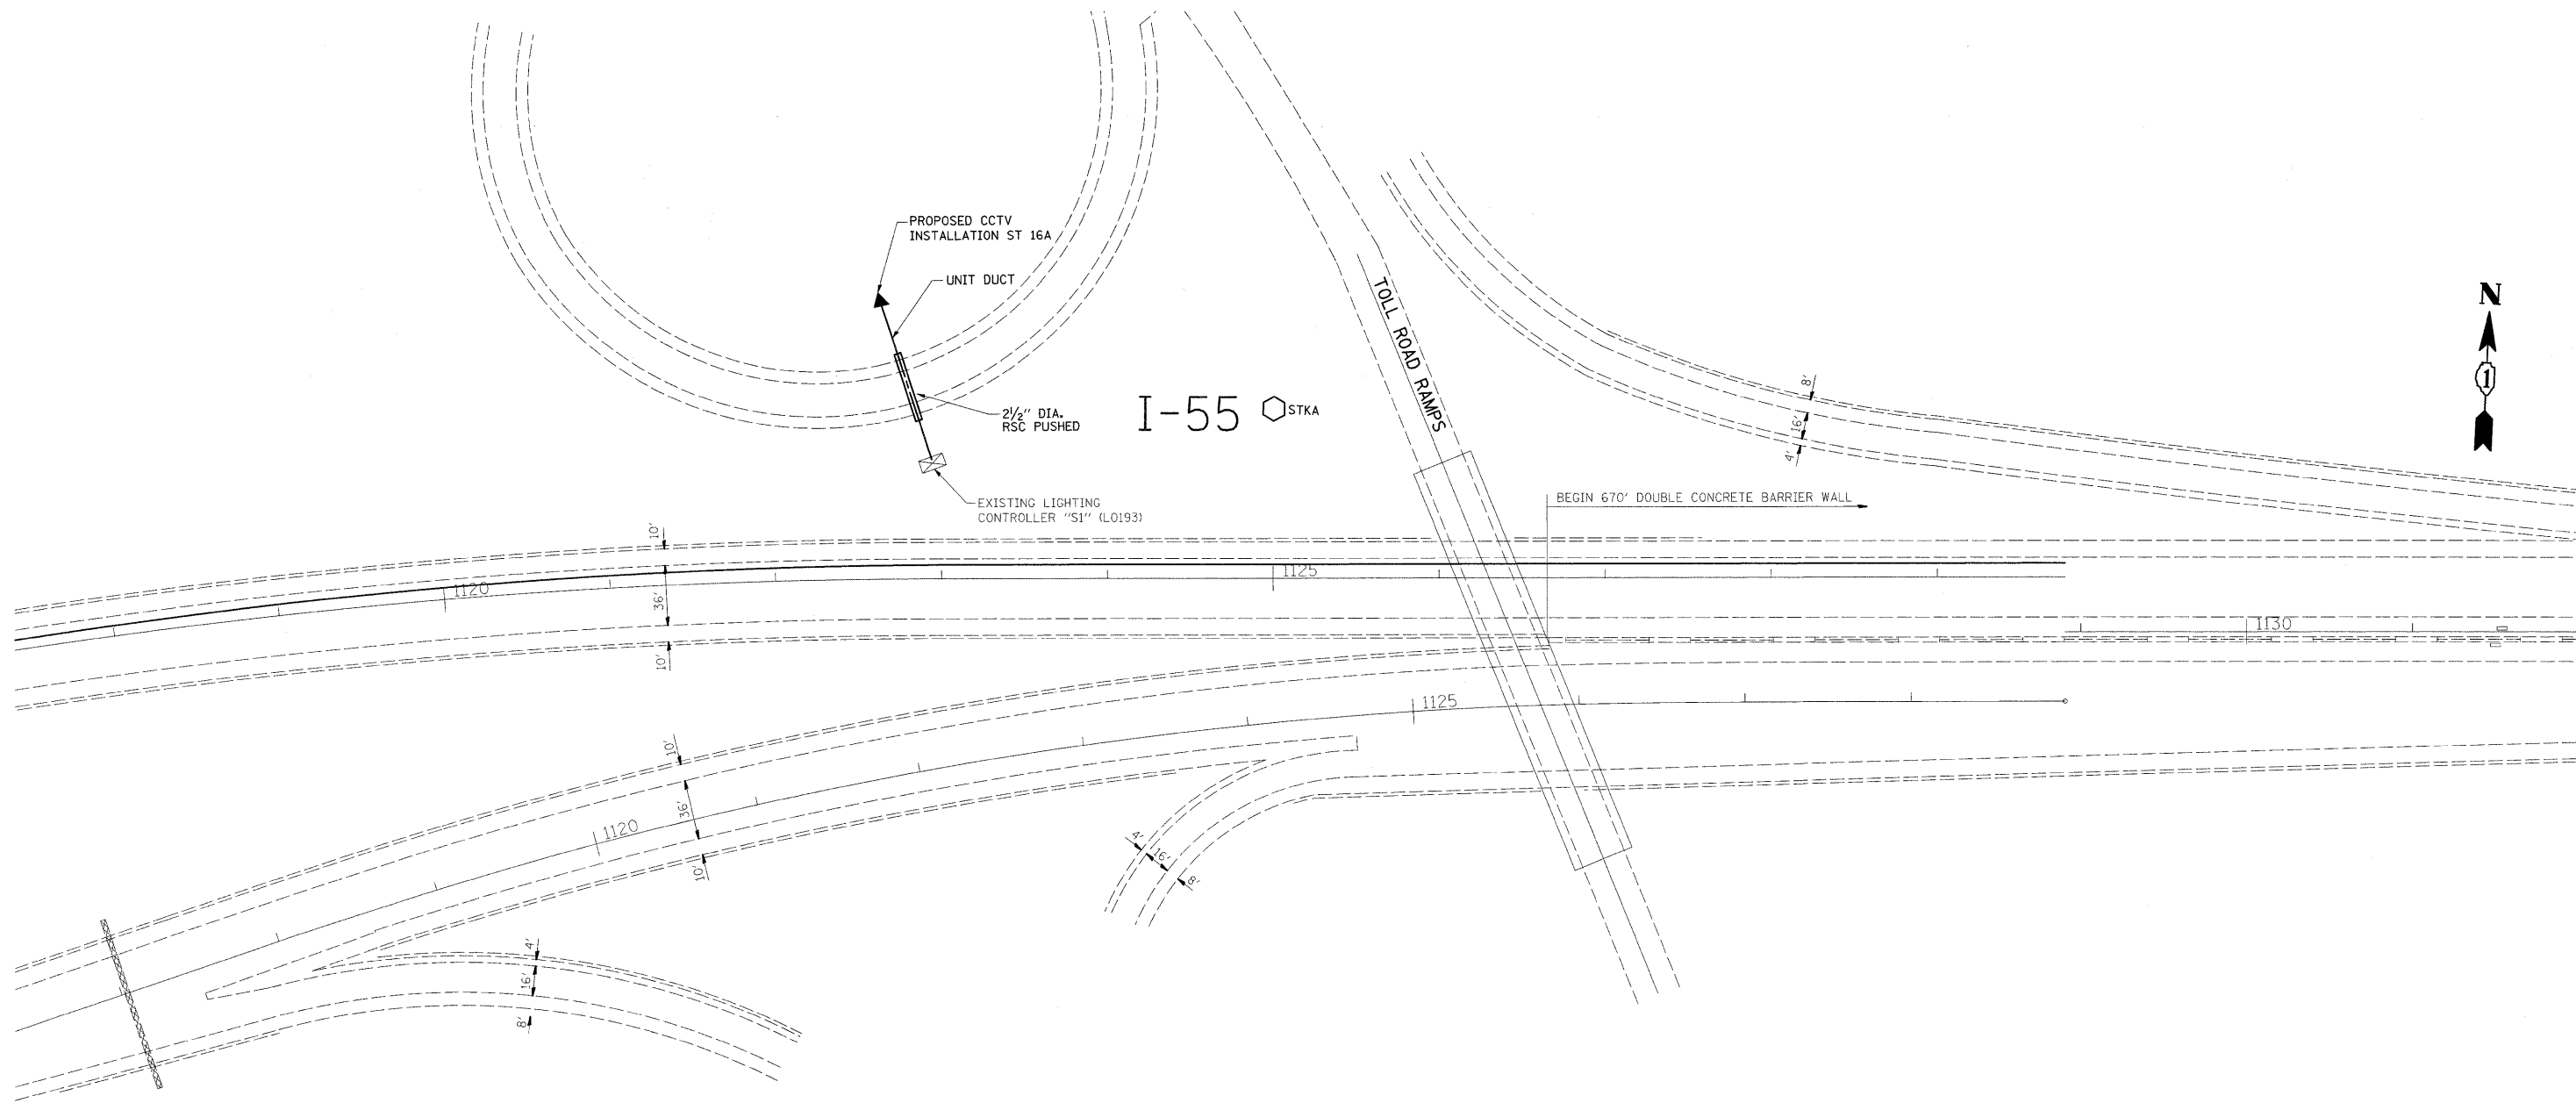 PROPOSED CCTV
INSTALLATION ST 16A
UNIT DUCT
2½" DIA.
RSC PUSHED
I-55
STKA
TOLL ROAD RAMPS
N
1
8'
16'
4'
EXISTING LIGHTING
CONTROLLER "S1" (L0193)
BEGIN 670' DOUBLE CONCRETE BARRIER WALL
10'
36'
10'
1120
1125
1130
1125
10'
36'
10'
1120
4'
16'
8'
4'
16'
8'